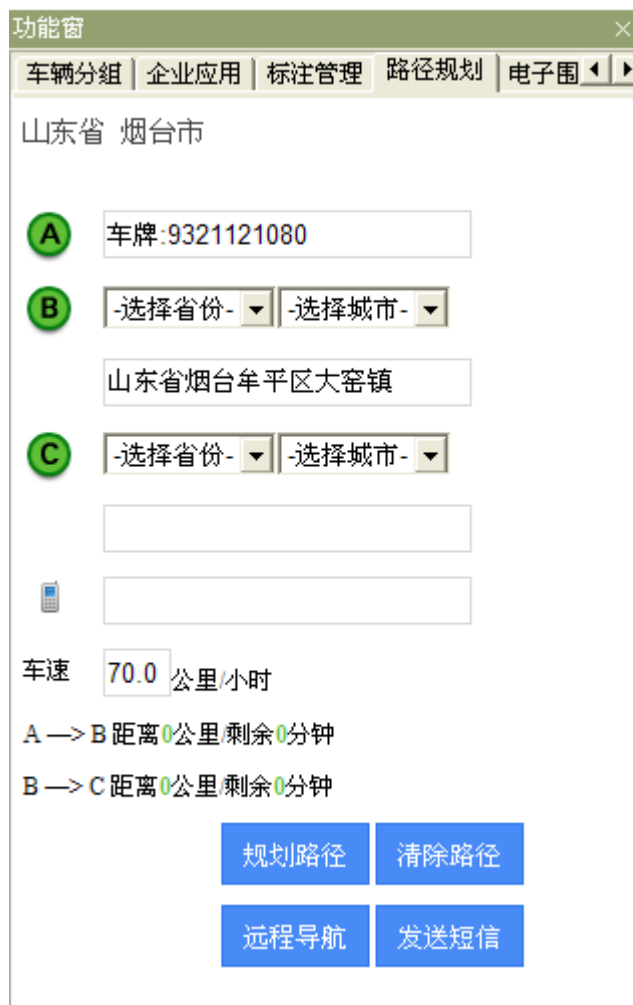 功能窗 ×
车辆分组 企业应用 标注管理 路径规划 电子围
山东省 烟台市
A 车牌:9321121080
B -选择省份- -选择城市-
山东省烟台牟平区大窑镇
C -选择省份- -选择城市-
车速 70.0 公里/小时
A —> B 距离0公里/剩余0分钟
B —> C 距离0公里/剩余0分钟
规划路径 清除路径
远程导航 发送短信